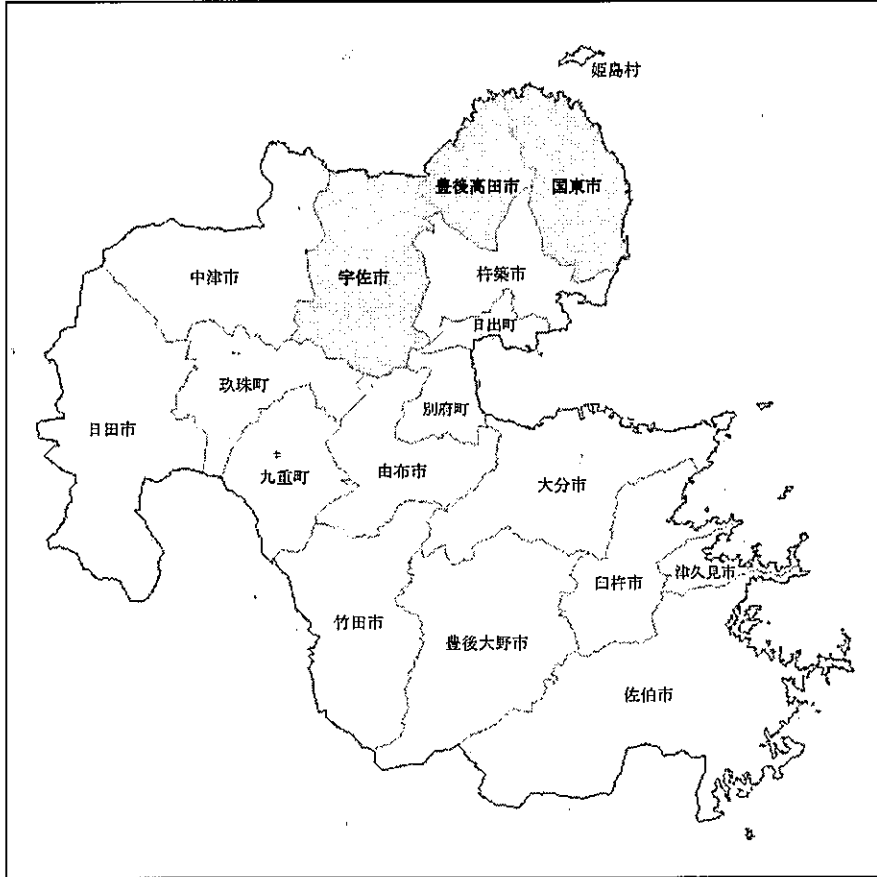 姫島村
豊後高田市
国東市
中津市
宇佐市
杵築市
日出町
玖珠町
別府町
日田市
九重町
由布市
大分市
臼杵市
津久見市
竹田市
豊後大野市
佐伯市